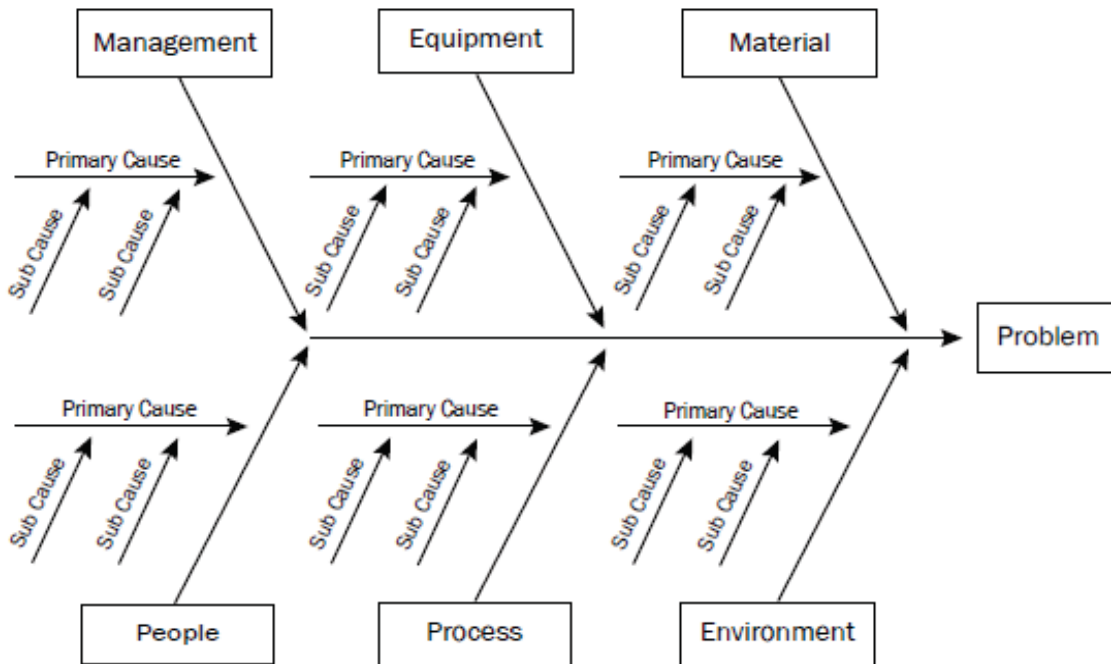 Management
Equipment
Material
Primary Cause
Primary Cause
Primary Cause
Sub Cause
Sub Cause
Sub Cause
Sub Cause
Sub Cause
Sub Cause
Problem
Primary Cause
Primary Cause
Primary Cause
Sub Cause
Sub Cause
Sub Cause
Sub Cause
Sub Cause
Sub Cause
People
Process
Environment